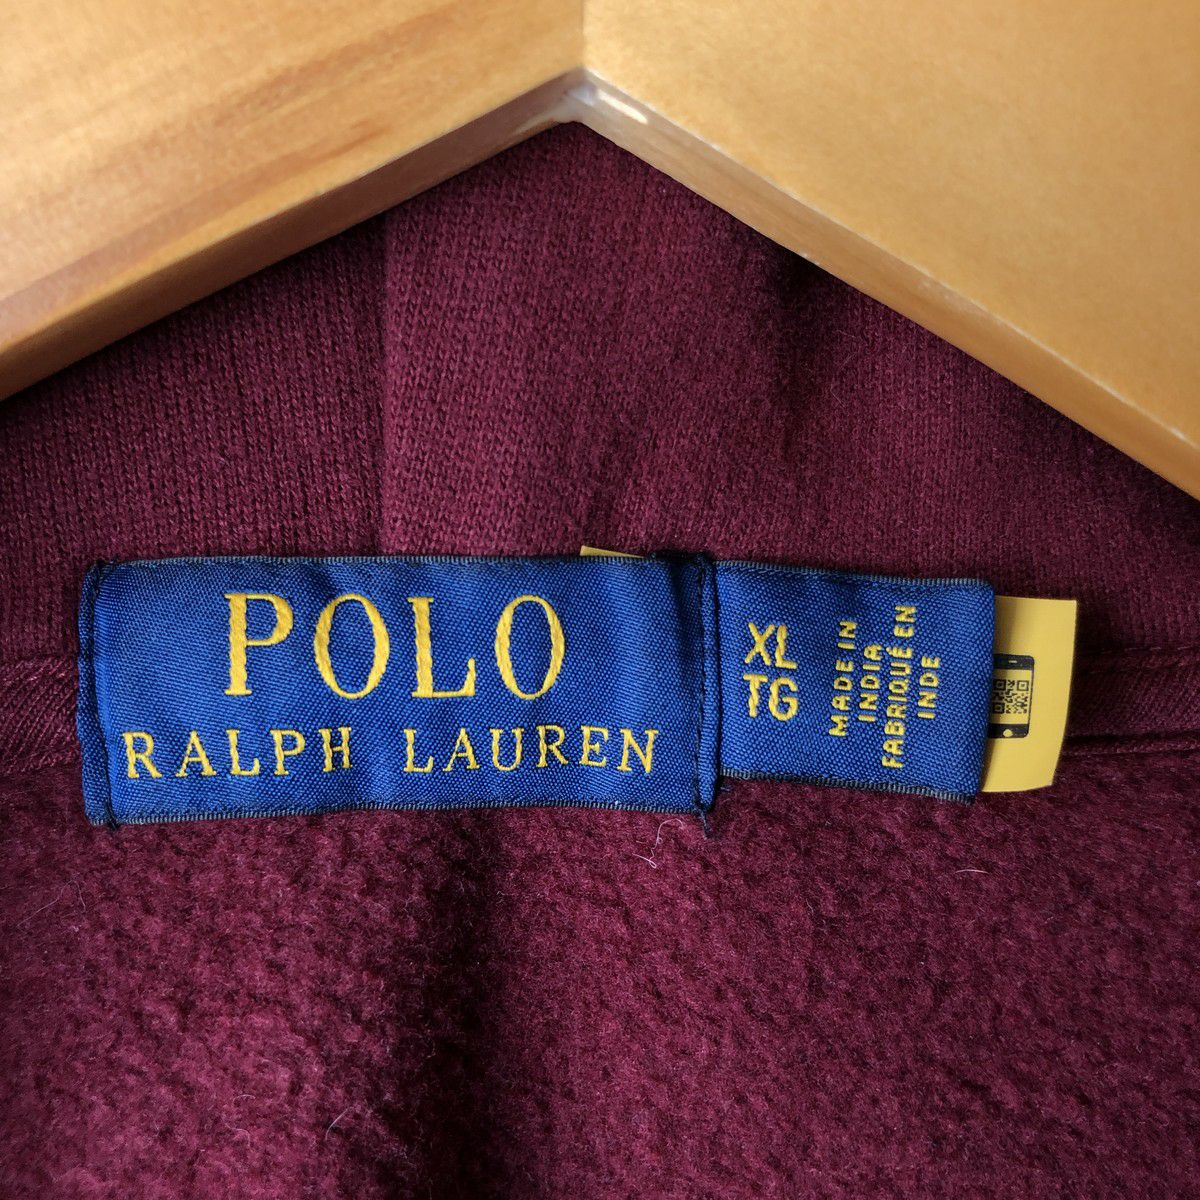 POLO
RALPH LAUREN
XL
TG
MADE IN
INDIA
FABRIQUÉ EN
INDE